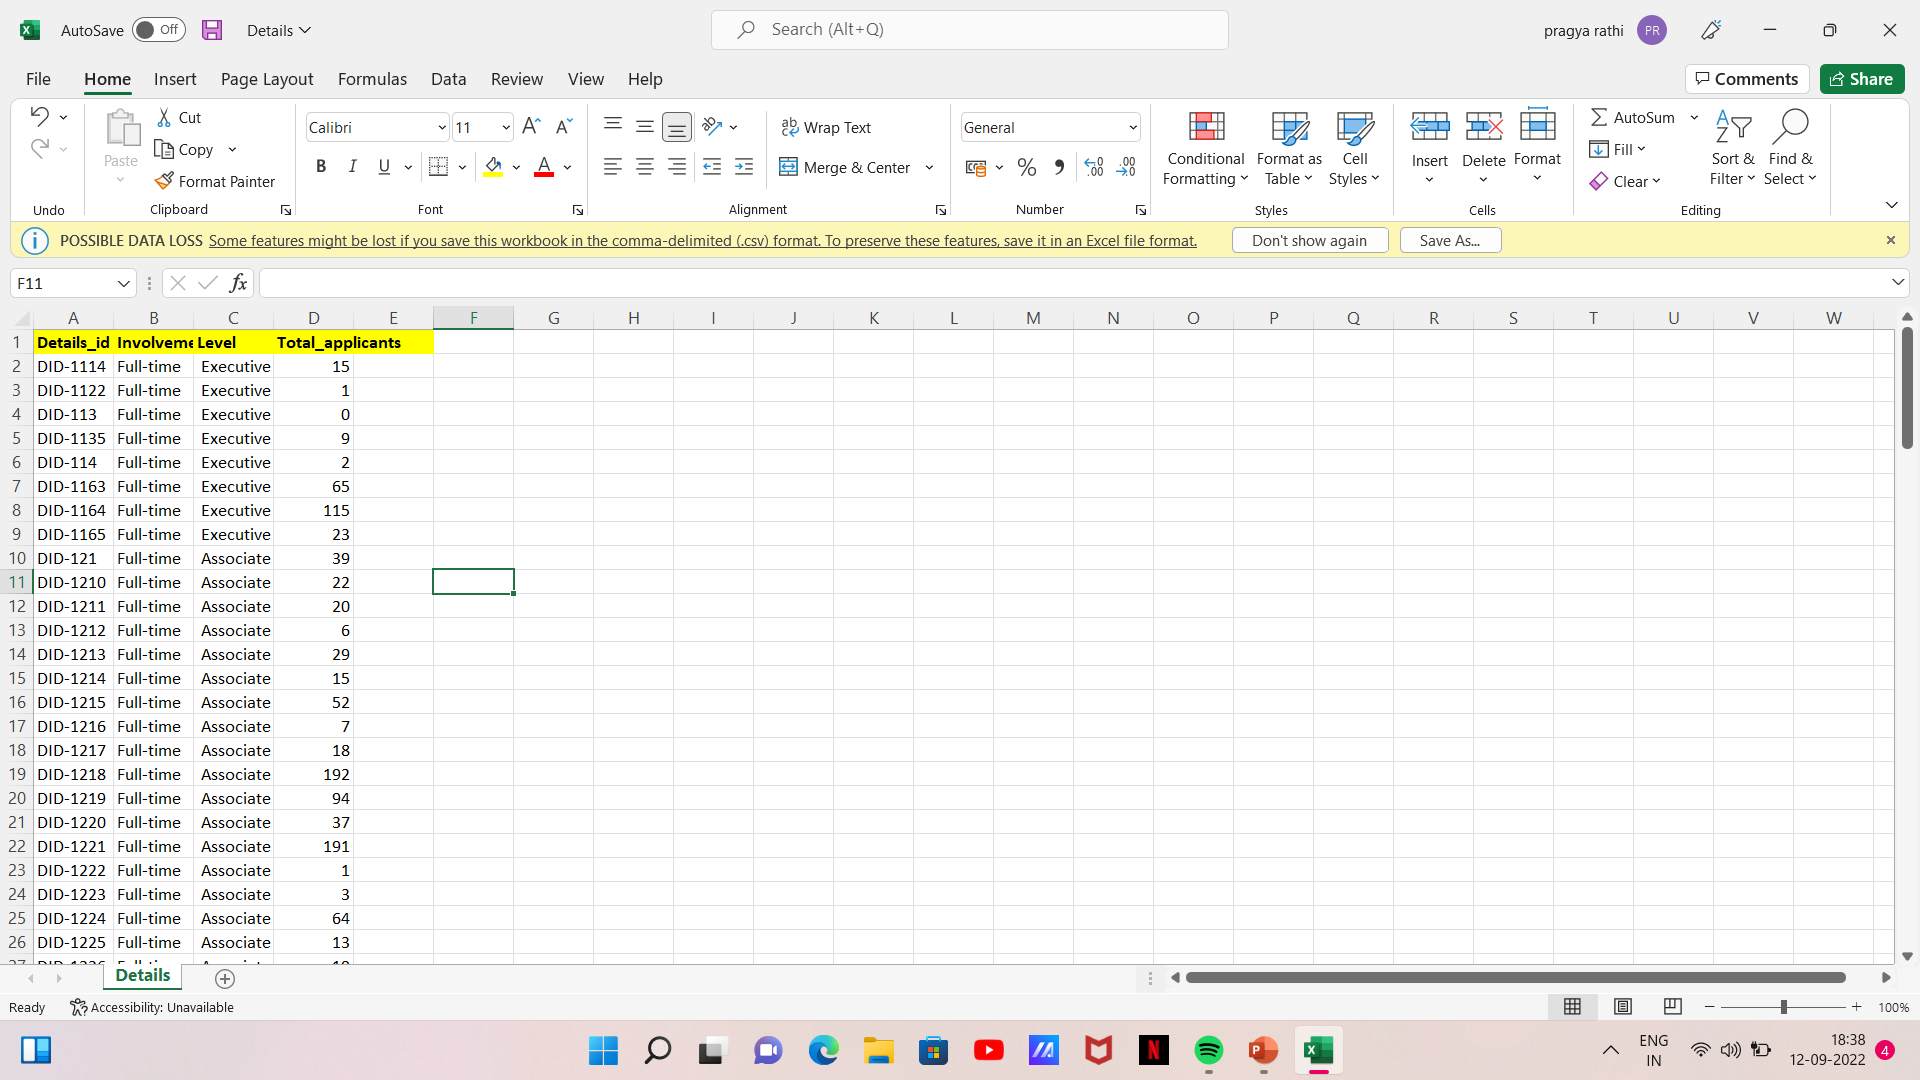 AutoSave Off Details Search (Alt+Q) pragya rathi PR
File Home Insert Page Layout Formulas Data Review View Help Comments Share
Paste Cut Copy Format Painter
Calibri 11 B I U A A A
ab Wrap Text Merge & Center
General % , .00 .00
Conditional Formatting Format as Table Cell Styles
Insert Delete Format
AutoSum Fill Clear Sort & Filter Find & Select
Undo Clipboard Font Alignment Number Styles Cells Editing
POSSIBLE DATA LOSS Some features might be lost if you save this workbook in the comma-delimited (.csv) format. To preserve these features, save it in an Excel file format. Don't show again Save As...
F11 fx
A B C D E F G H I J K L M N O P Q R S T U V W
1 Details_id Involveme Level Total_applicants
2 DID-1114 Full-time Executive 15
3 DID-1122 Full-time Executive 1
4 DID-113 Full-time Executive 0
5 DID-1135 Full-time Executive 9
6 DID-114 Full-time Executive 2
7 DID-1163 Full-time Executive 65
8 DID-1164 Full-time Executive 115
9 DID-1165 Full-time Executive 23
10 DID-121 Full-time Associate 39
11 DID-1210 Full-time Associate 22
12 DID-1211 Full-time Associate 20
13 DID-1212 Full-time Associate 6
14 DID-1213 Full-time Associate 29
15 DID-1214 Full-time Associate 15
16 DID-1215 Full-time Associate 52
17 DID-1216 Full-time Associate 7
18 DID-1217 Full-time Associate 18
19 DID-1218 Full-time Associate 192
20 DID-1219 Full-time Associate 94
21 DID-1220 Full-time Associate 37
22 DID-1221 Full-time Associate 191
23 DID-1222 Full-time Associate 1
24 DID-1223 Full-time Associate 3
25 DID-1224 Full-time Associate 64
26 DID-1225 Full-time Associate 13
Details
Ready Accessibility: Unavailable 100%
ENG IN 18:38 12-09-2022 4